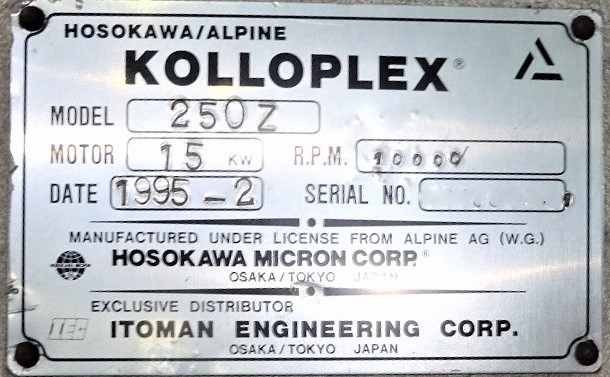 HOSOKAWA/ALPINE
KOLLOPLEX®
MODEL 250Z
MOTOR 15 KW R.P.M. 10000
DATE 1995-2 SERIAL NO.
MANUFACTURED UNDER LICENSE FROM ALPINE AG (W.G.)
HOSOKAWA MICRON CORP.®
OSAKA/TOKYO JAPAN
EXCLUSIVE DISTRIBUTOR
IEC ITOMAN ENGINEERING CORP.
OSAKA/TOKYO JAPAN